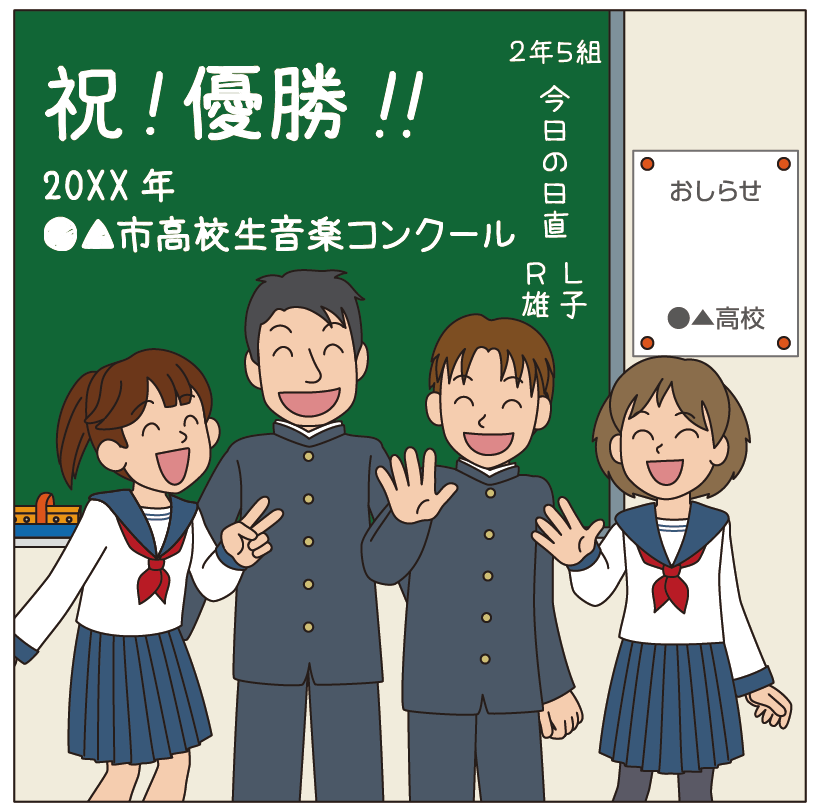 祝!優勝!!
20XX年
●▲市高校生音楽コンクール
2年5組
今日の日直
L子
R雄
おしらせ
●▲高校